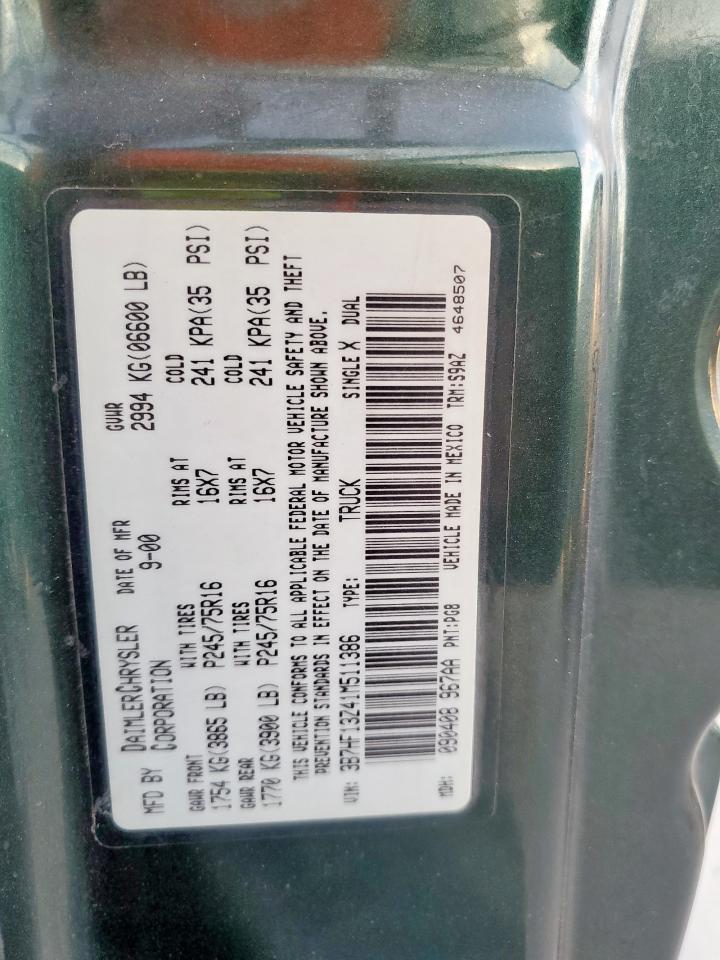 MFD BY DAIMLERCHRYSLER CORPORATION DATE OF MFR 9-00 GVWR 2994 KG(06600 LB)
GAWR FRONT WITH TIRES RIMS AT COLD
1754 KG(3865 LB) P245/75R16 16X7 241 KPA(35 PSI)
GAWR REAR WITH TIRES RIMS AT COLD
1770 KG(3900 LB) P245/75R16 16X7 241 KPA(35 PSI)
THIS VEHICLE CONFORMS TO ALL APPLICABLE FEDERAL MOTOR VEHICLE SAFETY AND THEFT
PREVENTION STANDARDS IN EFFECT ON THE DATE OF MANUFACTURE SHOWN ABOVE.
VIN: 3B7HF13Z41M511386 TYPE: TRUCK SINGLE X DUAL
MDH: 090408 967AA PNT:PG8 VEHICLE MADE IN MEXICO TRM:S9AZ 4648507